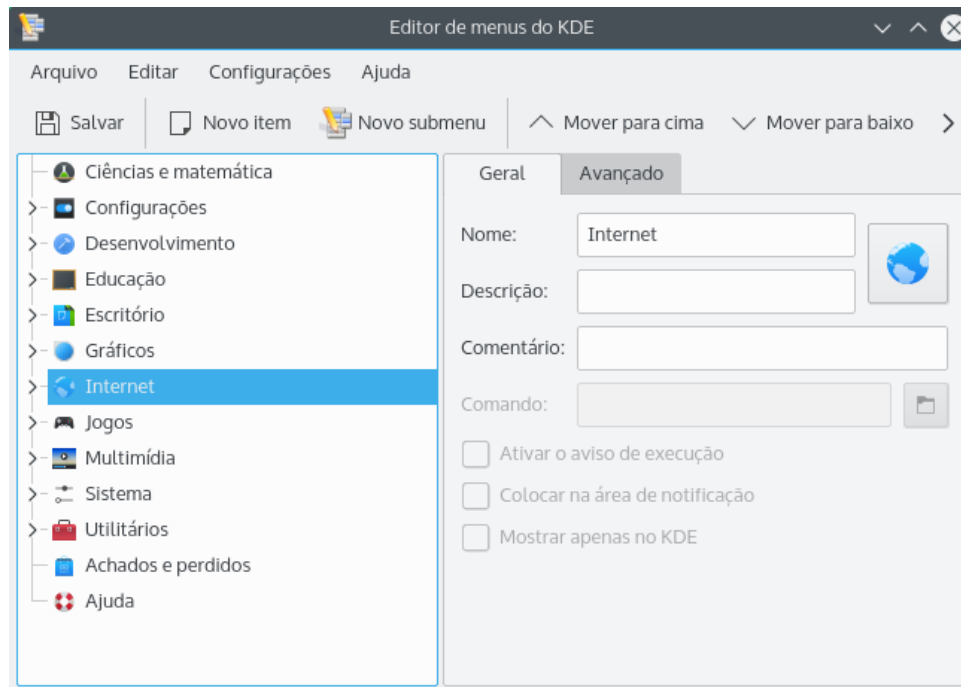 Editor de menus do KDE
Arquivo Editar Configurações Ajuda
Salvar Novo item Novo submenu Mover para cima Mover para baixo
Ciências e matemática
Configurações
Desenvolvimento
Educação
Escritório
Gráficos
Internet
Jogos
Multimídia
Sistema
Utilitários
Achados e perdidos
Ajuda
Geral Avançado
Nome: Internet
Descrição:
Comentário:
Comando:
Ativar o aviso de execução
Colocar na área de notificação
Mostrar apenas no KDE